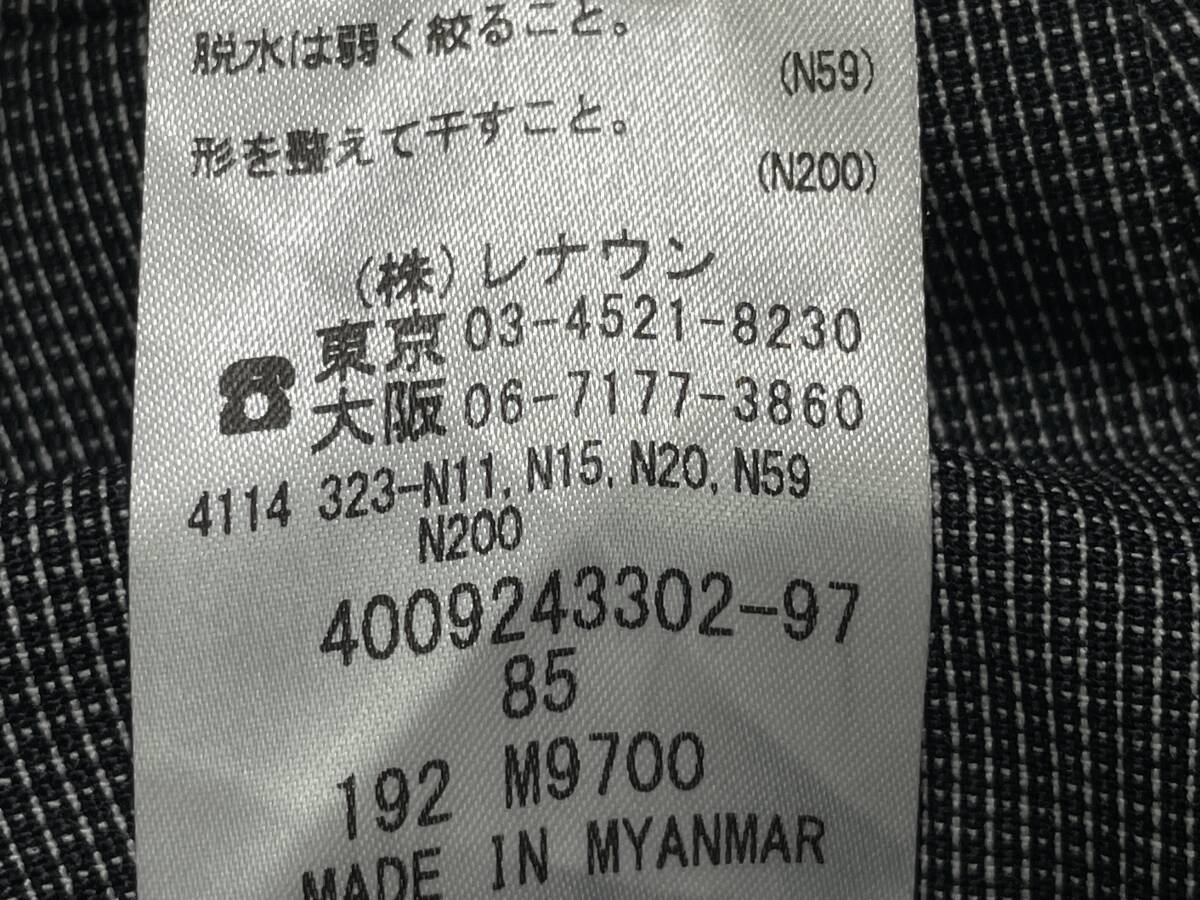 脱水は弱く絞ること。
(N59)
形を整えて干すこと。
(N200)
(株)レナウン
☎ 東京 03-4521-8230
大阪 06-7177-3860
4114 323-N11, N15, N20, N59
N200
4009243302-97
85
192 M9700
MADE IN MYANMAR